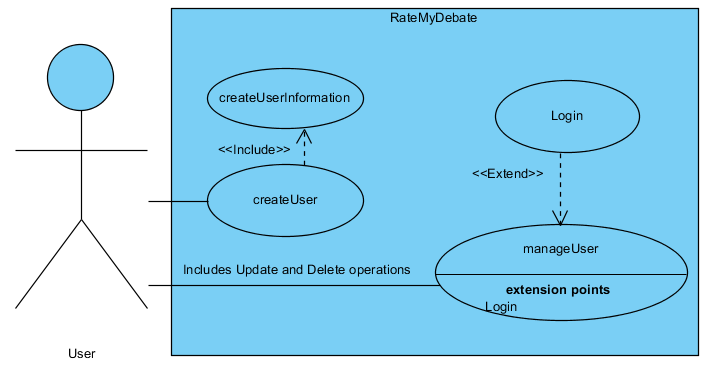 RateMyDebate
createUserInformation
Login
<<Include>>
<<Extend>>
createUser
manageUser
Includes Update and Delete operations
extension points
Login
User